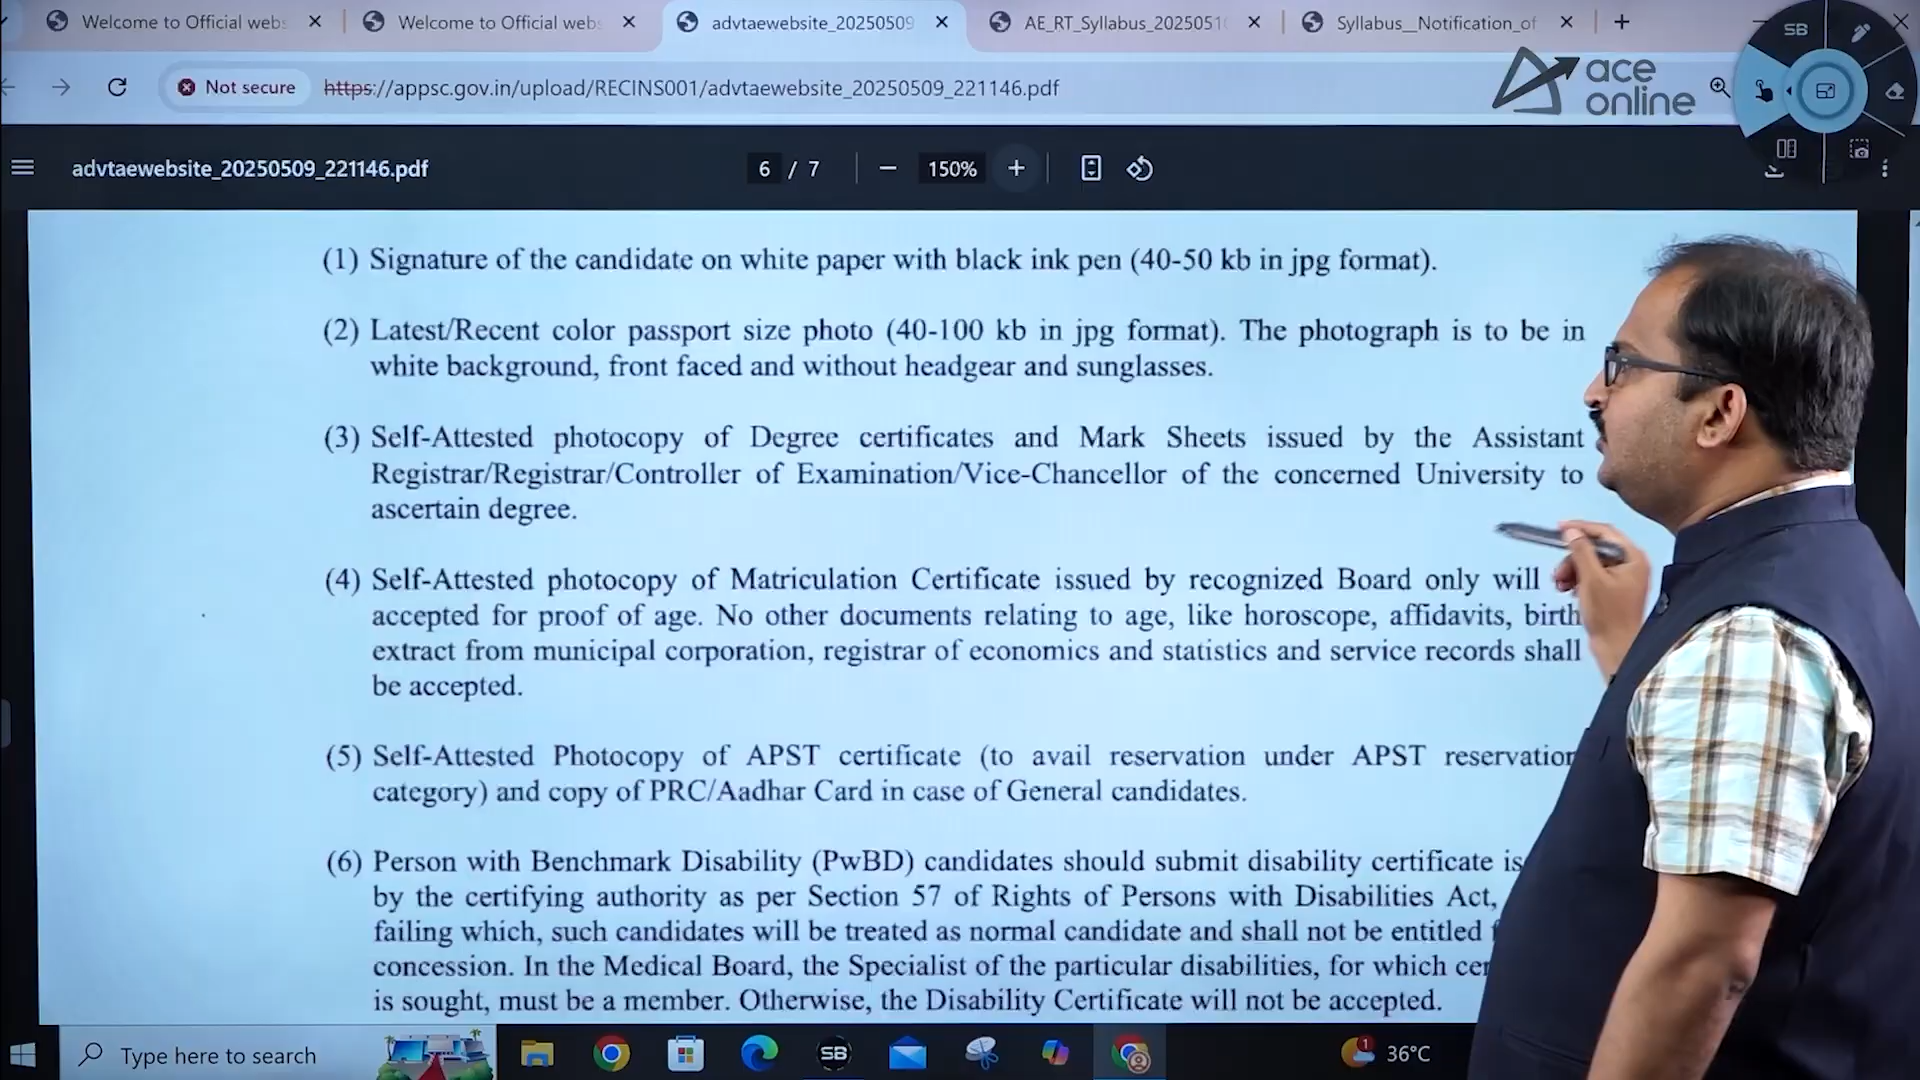 Welcome to Official webs
Welcome to Official webs
advtaewebsite_20250509
AE_RT_Syllabus_2025051
Syllabus__Notification_of
SB
Not secure
https://appsc.gov.in/upload/RECINS001/advtaewebsite_20250509_221146.pdf
ace
online
advtaewebsite_20250509_221146.pdf
6 / 7
150%
(1) Signature of the candidate on white paper with black ink pen (40-50 kb in jpg format).
(2) Latest/Recent color passport size photo (40-100 kb in jpg format). The photograph is to be in
white background, front faced and without headgear and sunglasses.
(3) Self-Attested photocopy of Degree certificates and Mark Sheets issued by the Assistant
Registrar/Registrar/Controller of Examination/Vice-Chancellor of the concerned University to
ascertain degree.
(4) Self-Attested photocopy of Matriculation Certificate issued by recognized Board only will
accepted for proof of age. No other documents relating to age, like horoscope, affidavits, birth
extract from municipal corporation, registrar of economics and statistics and service records shall
be accepted.
(5) Self-Attested Photocopy of APST certificate (to avail reservation under APST reservation
category) and copy of PRC/Aadhar Card in case of General candidates.
(6) Person with Benchmark Disability (PwBD) candidates should submit disability certificate is
by the certifying authority as per Section 57 of Rights of Persons with Disabilities Act,
failing which, such candidates will be treated as normal candidate and shall not be entitled
concession. In the Medical Board, the Specialist of the particular disabilities, for which cer
is sought, must be a member. Otherwise, the Disability Certificate will not be accepted.
Type here to search
SB
1
36°C